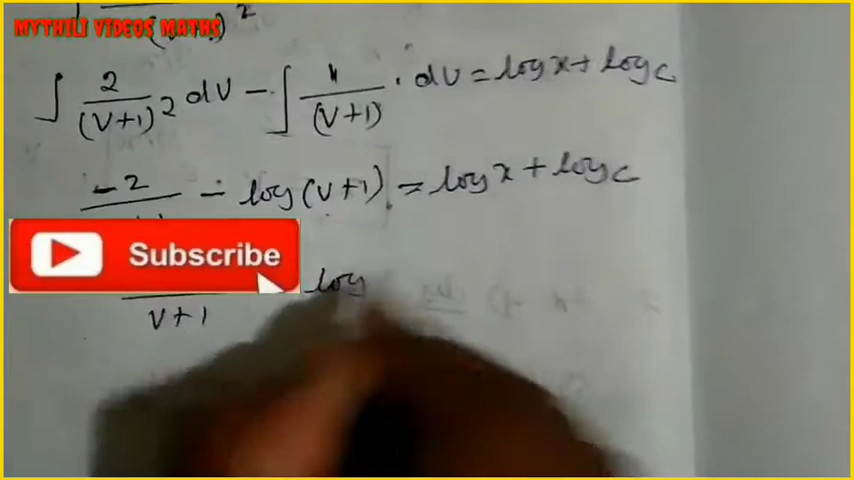 MYTHILI VIDEOS MATHS
∫ 2/(V+1)2 dV - ∫ 1/(V+1) . dV = log x + log c
-2/ - log (V+1) = log x + log c
Subscribe
V+1 log